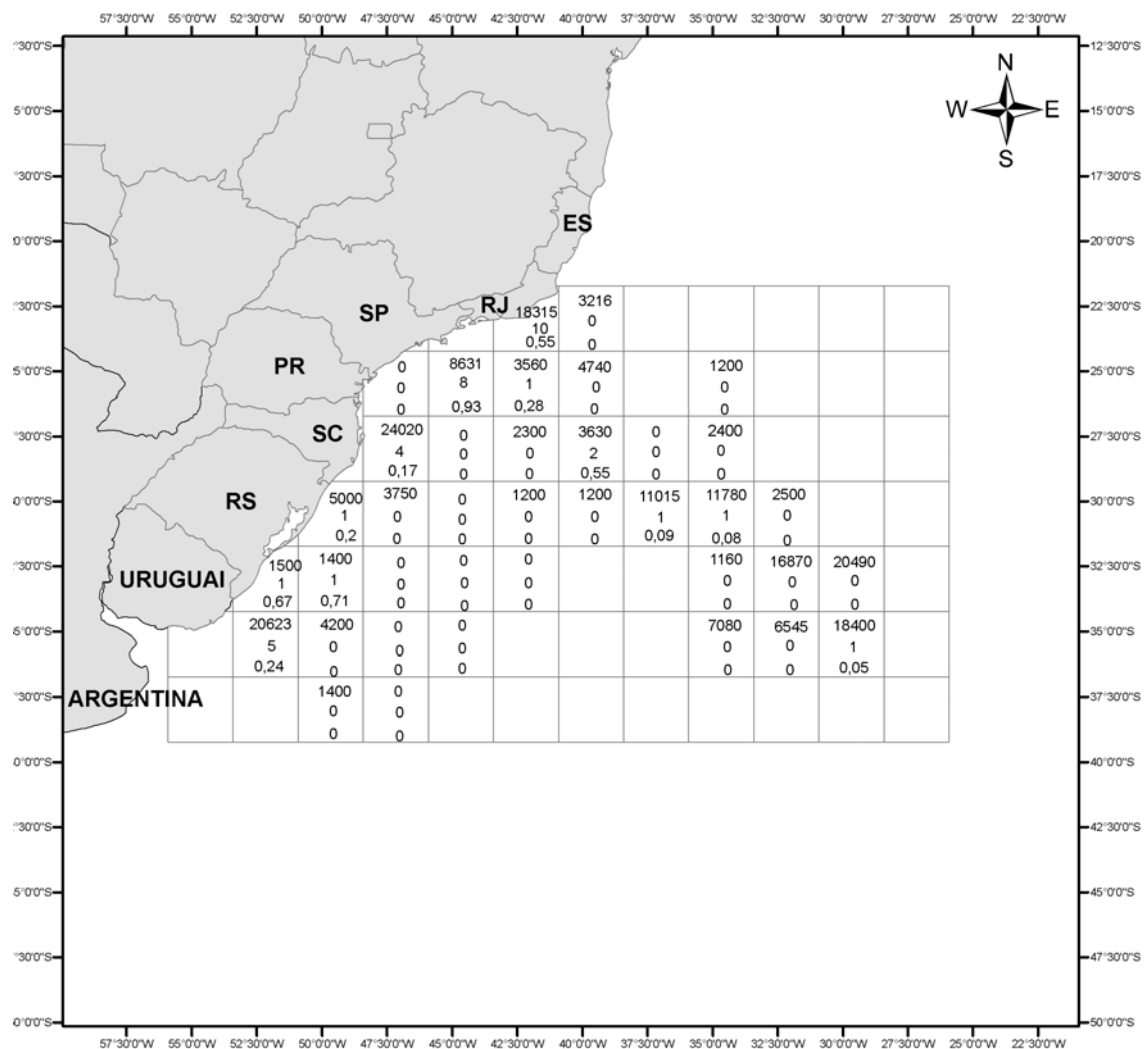 57°30'0"W 55°0'0"W 52°30'0"W 50°0'0"W 47°30'0"W 45°0'0"W 42°30'0"W 40°0'0"W 37°30'0"W 35°0'0"W 32°30'0"W 30°0'0"W 27°30'0"W 25°0'0"W 22°30'0"W
12°30'0"S
N
15°0'0"S
W E
S
17°30'0"S
ES
20°0'0"S
22°30'0"S
SP RJ
18315 3216
10 0
0,55 0
25°0'0"S
PR
0 8631 3560 4740 1200
0 8 1 0 0
0 0,93 0,28 0 0
27°30'0"S
SC
24020 0 2300 3630 0 2400
4 0 0 2 0 0
0,17 0 0 0,55 0 0
30°0'0"S
RS
5000 3750 0 1200 1200 11015 11780 2500
1 0 0 0 0 1 1 0
0,2 0 0 0 0 0,09 0,08 0
32°30'0"S
URUGUAI
1500 1400 0 0 0 1160 16870 20490
1 1 0 0 0 0 0 0
0,67 0,71 0 0 0 0 0 0
35°0'0"S
20623 4200 0 0 7080 6545 18400
5 0 0 0 0 0 1
0,24 0 0 0 0 0 0,05
37°30'0"S
ARGENTINA
1400 0
0 0
0 0
40°0'0"S
42°30'0"S
45°0'0"S
47°30'0"S
50°0'0"S
57°30'0"W 55°0'0"W 52°30'0"W 50°0'0"W 47°30'0"W 45°0'0"W 42°30'0"W 40°0'0"W 37°30'0"W 35°0'0"W 32°30'0"W 30°0'0"W 27°30'0"W 25°0'0"W 22°30'0"W